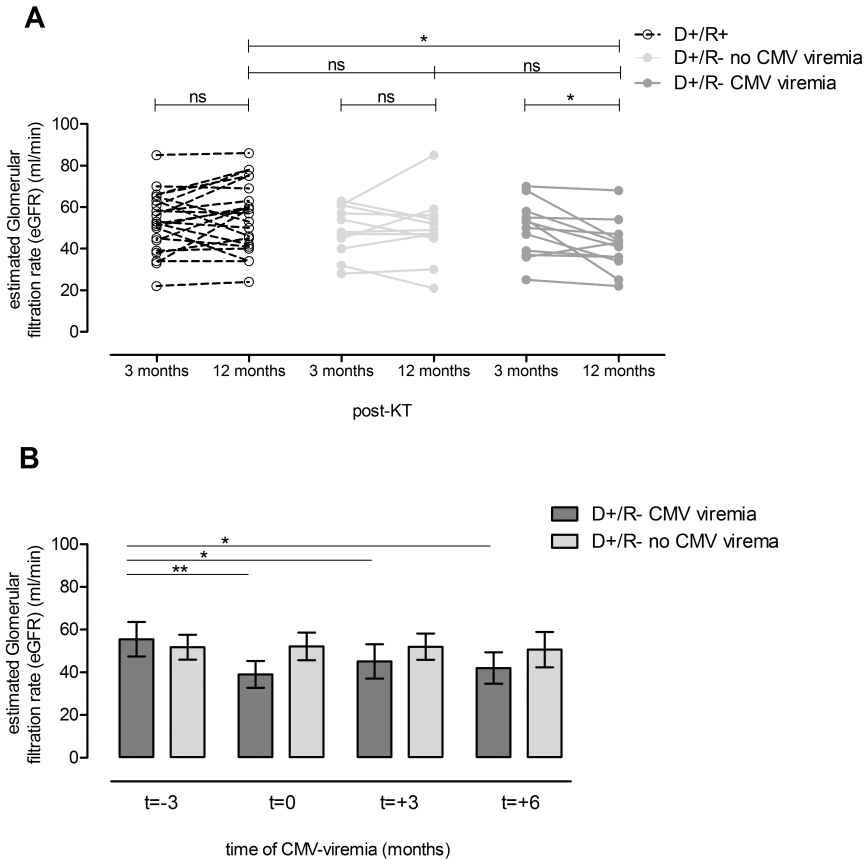 A
D+/R+
D+/R- no CMV viremia
D+/R- CMV viremia
*
ns
ns
ns
ns
*
estimated Glomerular
filtration rate (eGFR) (ml/min)
100
80
60
40
20
0
3 months
12 months
3 months
12 months
3 months
12 months
post-KT
B
D+/R- CMV viremia
D+/R- no CMV virema
*
*
**
estimated Glomerular
filtration rate (eGFR) (ml/min)
100
80
60
40
20
0
t=-3
t=0
t=+3
t=+6
time of CMV-viremia (months)